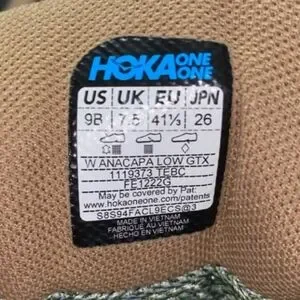 HOKA ONE ONE
US UK EU JPN
9B 7.5 41⅓ 26
W ANACAPA LOW GTX
1119373 TEBC
FE1222G
May be covered by Pat:
www.hokaoneone.com/patents
S8S94FACL9ECS@3
MADE IN VIETNAM
FABRIQUE AU VIETNAM
HECHO EN VIETNAM